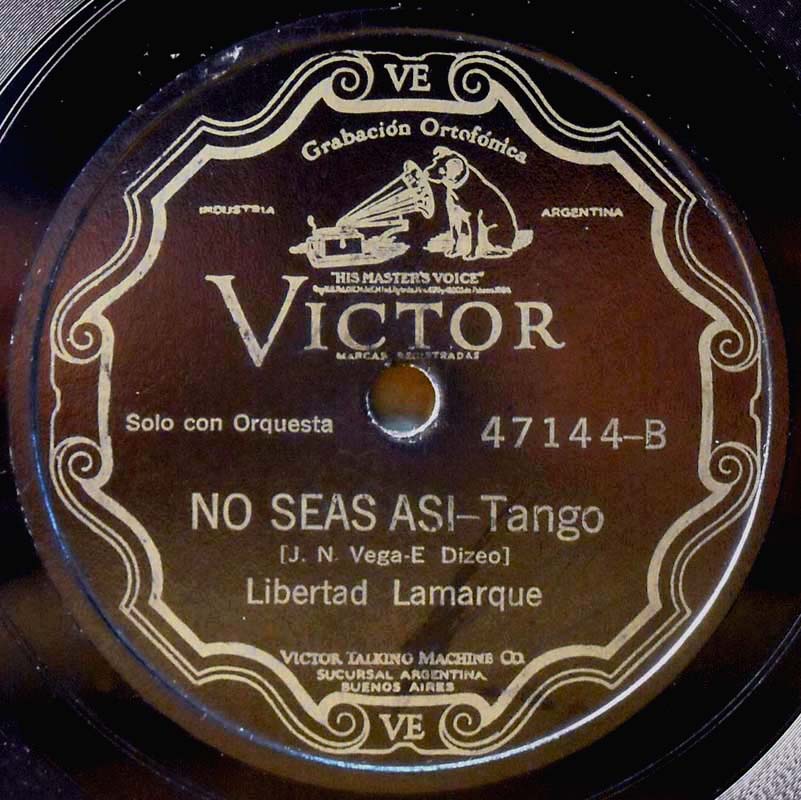 VE
Grabación Ortofónica
INDUSTRIA
ARGENTINA
"HIS MASTER'S VOICE"
VICTOR
MARCAS REGISTRADAS
Solo con Orquesta
47144-B
NO SEAS ASI-Tango
[J. N. Vega-E Dizeo]
Libertad Lamarque
VICTOR TALKING MACHINE CO.
SUCURSAL ARGENTINA
BUENOS AIRES
VE